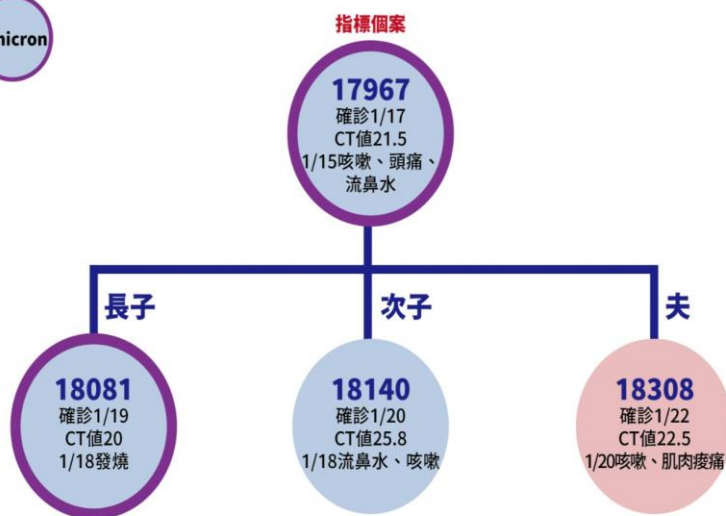 micron
指標個案
17967
確診1/17
CT值21.5
1/15咳嗽、頭痛、
流鼻水
長子
次子
夫
18081
確診1/19
CT值20
1/18發燒
18140
確診1/20
CT值25.8
1/18流鼻水、咳嗽
18308
確診1/22
CT值22.5
1/20咳嗽、肌肉痠痛